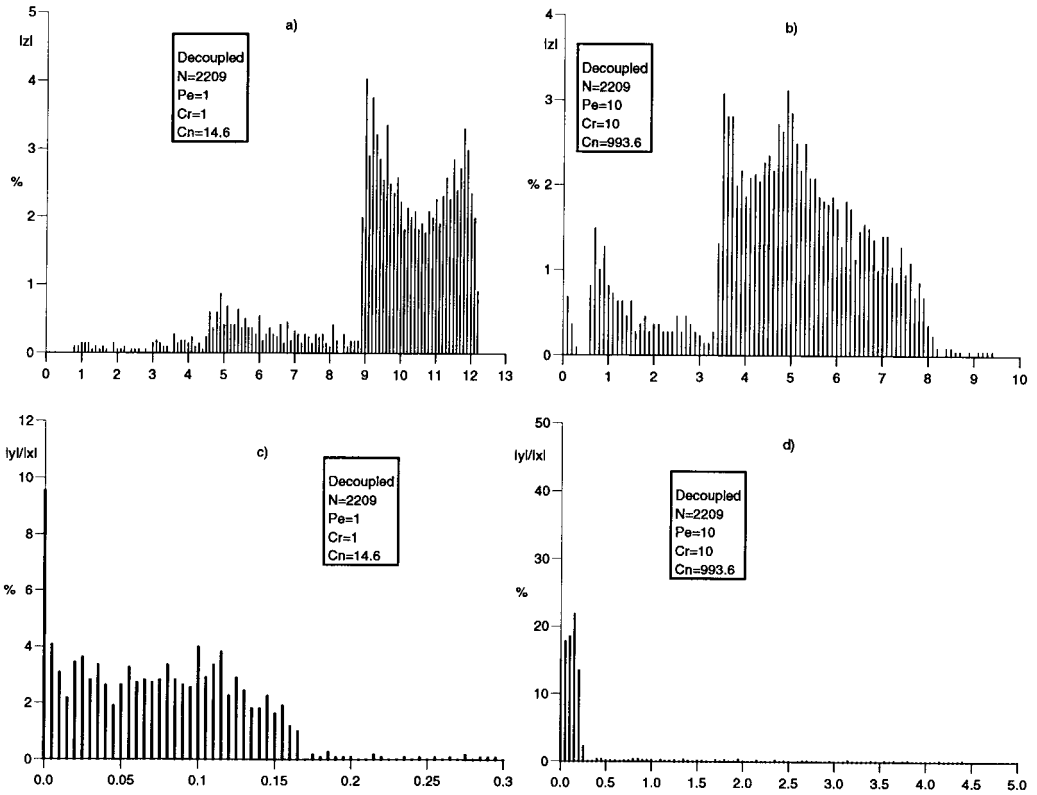 a)
5
|z|
4
3
%
2
1
0
Decoupled
N=2209
Pe=1
Cr=1
Cn=14.6
0 1 2 3 4 5 6 7 8 9 10 11 12 13
b)
4
|z|
3
% 2
1
0
Decoupled
N=2209
Pe=10
Cr=10
Cn=993.6
0 1 2 3 4 5 6 7 8 9 10
c)
12
|y|/|x|
10
8
% 6
4
2
0
Decoupled
N=2209
Pe=1
Cr=1
Cn=14.6
0.0 0.05 0.1 0.15 0.2 0.25 0.3
d)
50
|y|/|x|
40
30
%
20
10
0
Decoupled
N=2209
Pe=10
Cr=10
Cn=993.6
0.0 0.5 1.0 1.5 2.0 2.5 3.0 3.5 4.0 4.5 5.0